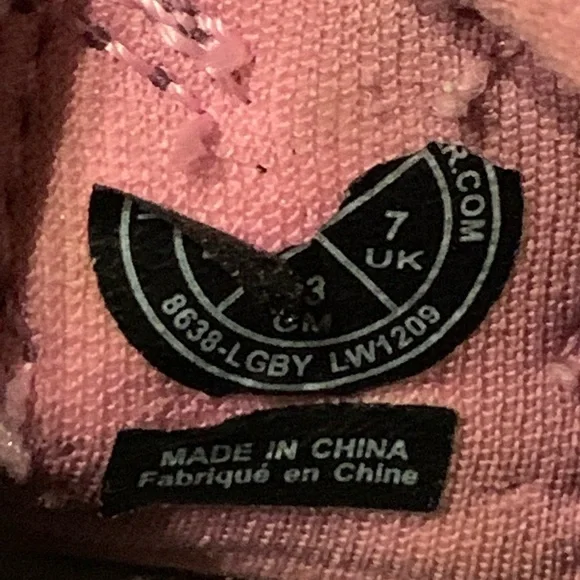 R.COM
7
UK
3
CM
8638-LGBY LW1209
MADE IN CHINA
Fabriqué en Chine